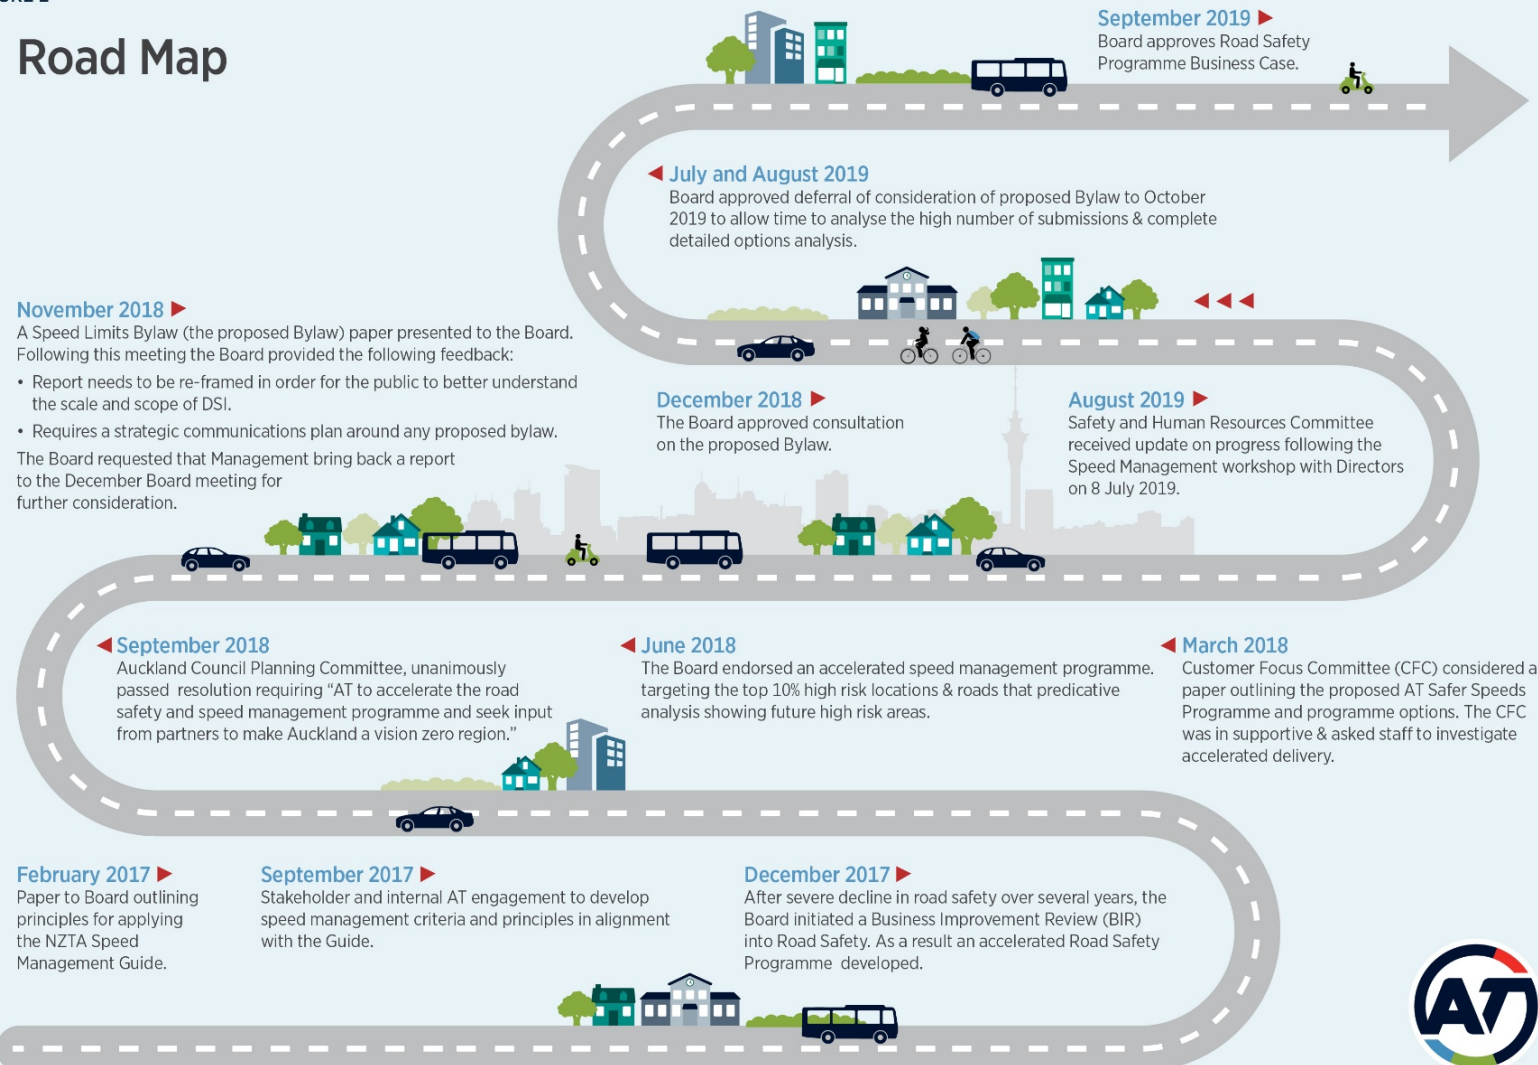 Road Map
September 2019
Board approves Road Safety
Programme Business Case.
July and August 2019
Board approved deferral of consideration of proposed Bylaw to October
2019 to allow time to analyse the high number of submissions & complete
detailed options analysis.
November 2018
A Speed Limits Bylaw (the proposed Bylaw) paper presented to the Board.
Following this meeting the Board provided the following feedback:
• Report needs to be re-framed in order for the public to better understand
the scale and scope of DSI.
• Requires a strategic communications plan around any proposed bylaw.
The Board requested that Management bring back a report
to the December Board meeting for
further consideration.
December 2018
The Board approved consultation
on the proposed Bylaw.
August 2019
Safety and Human Resources Committee
received update on progress following the
Speed Management workshop with Directors
on 8 July 2019.
September 2018
Auckland Council Planning Committee, unanimously
passed resolution requiring “AT to accelerate the road
safety and speed management programme and seek input
from partners to make Auckland a vision zero region.”
June 2018
The Board endorsed an accelerated speed management programme.
targeting the top 10% high risk locations & roads that predicative
analysis showing future high risk areas.
March 2018
Customer Focus Committee (CFC) considered a
paper outlining the proposed AT Safer Speeds
Programme and programme options. The CFC
was in supportive & asked staff to investigate
accelerated delivery.
February 2017
Paper to Board outlining
principles for applying
the NZTA Speed
Management Guide.
September 2017
Stakeholder and internal AT engagement to develop
speed management criteria and principles in alignment
with the Guide.
December 2017
After severe decline in road safety over several years, the
Board initiated a Business Improvement Review (BIR)
into Road Safety. As a result an accelerated Road Safety
Programme developed.
AT